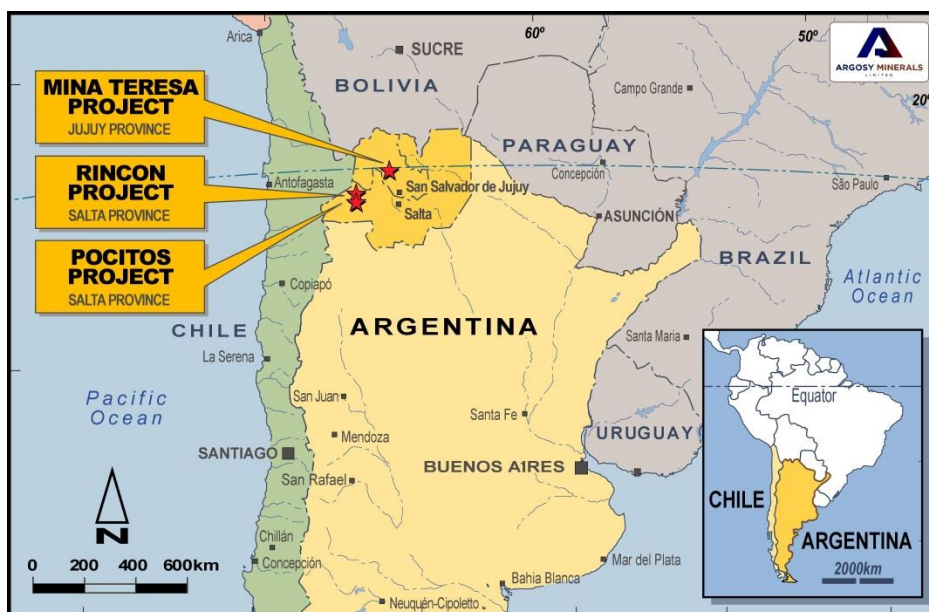 Arica
SUCRE
60º
50º
ARGOSY MINERALS
LIMITED
MINA TERESA
PROJECT
JUJUY PROVINCE
BOLIVIA
Campo Grande
20º
RINCON
PROJECT
SALTA PROVINCE
PARAGUAY
Concepción
Antofagasta
San Salvador de Jujuy
Salta
São Paulo
ASUNCIÓN
POCITOS
PROJECT
SALTA PROVINCE
BRAZIL
Atlantic
Ocean
Copiapó
CHILE
ARGENTINA
Santa Maria
La Serena
Pacific
Ocean
San Juan
Santa Fe
Mendoza
URUGUAY
SANTIAGO
BUENOS AIRES
San Rafael
N
Chillán
Concepción
Mar del Plata
Bahia Blanca
Neuquén-Cipoletto
0 200 400 600km
Equator
CHILE
ARGENTINA
2000km